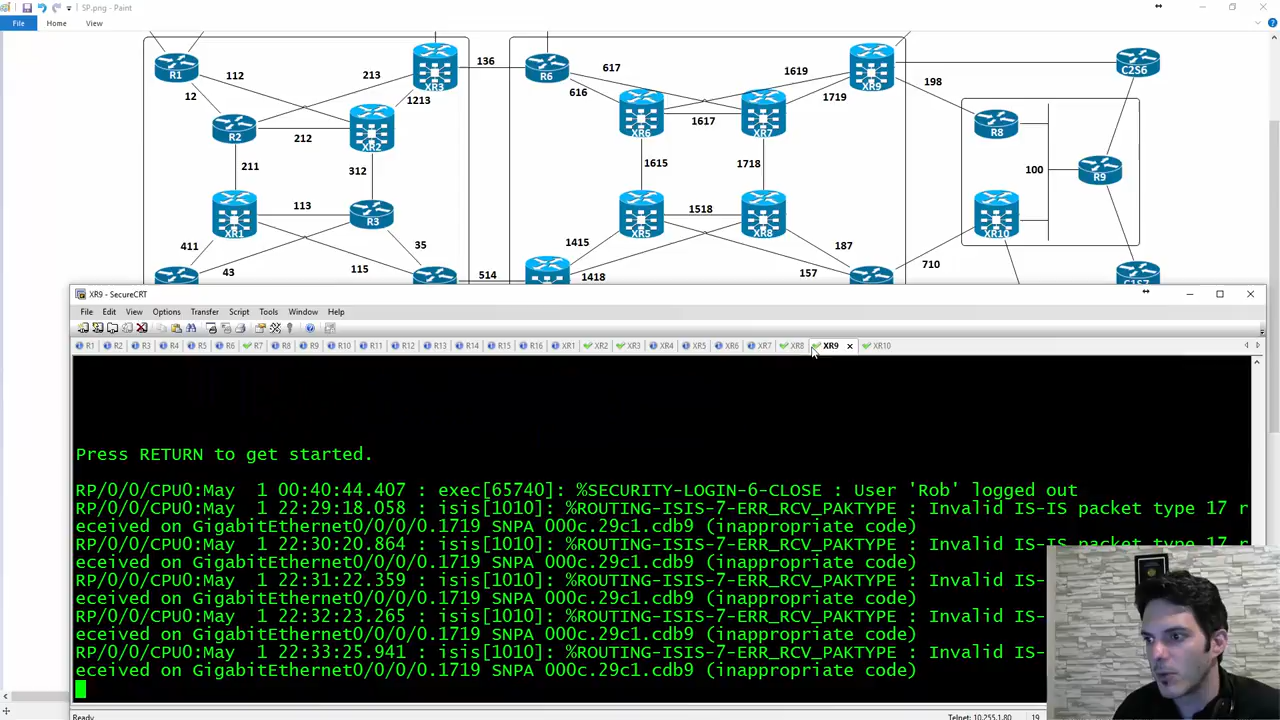 SP.png - Paint
File Home View
R1 112 213 XR3 136 R6 617 1619 XR9 198 C2S6
12 1213 616 1719
R2 212 XR2 XR6 1617 XR7 R8
211 312 1615 1718 100 R9
XR1 113 R3 XR5 1518 XR8 XR10
411 35 1415 187
43 115 514 1418 157 710 C1S7
XR9 - SecureCRT
File Edit View Options Transfer Script Tools Window Help
R1 R2 R3 R4 R5 R6 R7 R8 R9 R10 R11 R12 R13 R14 R15 R16 XR1 XR2 XR3 XR4 XR5 XR6 XR7 XR8 XR9 XR10
Press RETURN to get started.
RP/0/0/CPU0:May 1 00:40:44.407 : exec[65740]: %SECURITY-LOGIN-6-CLOSE : User 'Rob' logged out
RP/0/0/CPU0:May 1 22:29:18.058 : isis[1010]: %ROUTING-ISIS-7-ERR_RCV_PAKTYPE : Invalid IS-IS packet type 17 r
eceived on GigabitEthernet0/0/0/0.1719 SNPA 000c.29c1.cdb9 (inappropriate code)
RP/0/0/CPU0:May 1 22:30:20.864 : isis[1010]: %ROUTING-ISIS-7-ERR_RCV_PAKTYPE : Invalid IS-IS packet type 17 r
eceived on GigabitEthernet0/0/0/0.1719 SNPA 000c.29c1.cdb9 (inappropriate code)
RP/0/0/CPU0:May 1 22:31:22.359 : isis[1010]: %ROUTING-ISIS-7-ERR_RCV_PAKTYPE : Invalid IS-
eceived on GigabitEthernet0/0/0/0.1719 SNPA 000c.29c1.cdb9 (inappropriate code)
RP/0/0/CPU0:May 1 22:32:23.265 : isis[1010]: %ROUTING-ISIS-7-ERR_RCV_PAKTYPE : Invalid IS-
eceived on GigabitEthernet0/0/0/0.1719 SNPA 000c.29c1.cdb9 (inappropriate code)
RP/0/0/CPU0:May 1 22:33:25.941 : isis[1010]: %ROUTING-ISIS-7-ERR_RCV_PAKTYPE : Invalid IS-
eceived on GigabitEthernet0/0/0/0.1719 SNPA 000c.29c1.cdb9 (inappropriate code)
Ready Telnet: 10.255.1.80 19